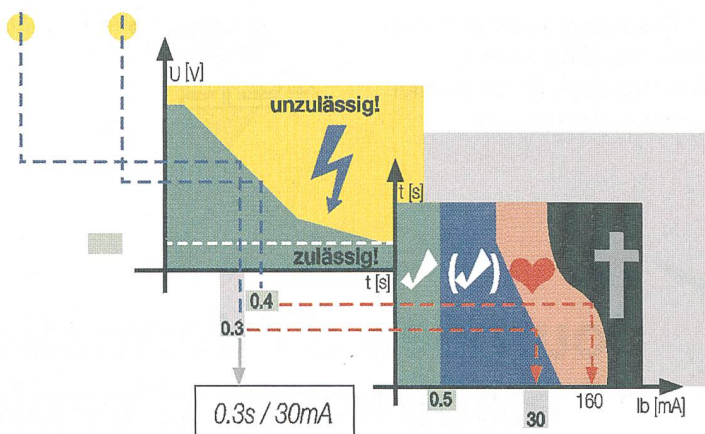 U [V]
unzulässig!
zulässig!
t [s]
t [s]
0.4
0.3
0.3s / 30mA
0.5
30
160
Ib [mA]